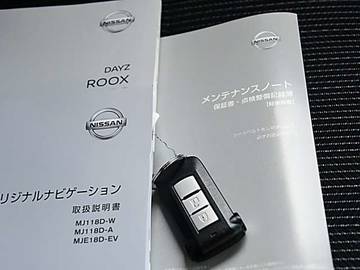 NISSAN
DAYZ
ROOX
NISSAN
リジナルナビゲーション
取扱説明書
MJ118D-W
MJ118D-A
MJE18D-EV
NISSAN
メンテナンスノート
保証書・点検整備記録簿